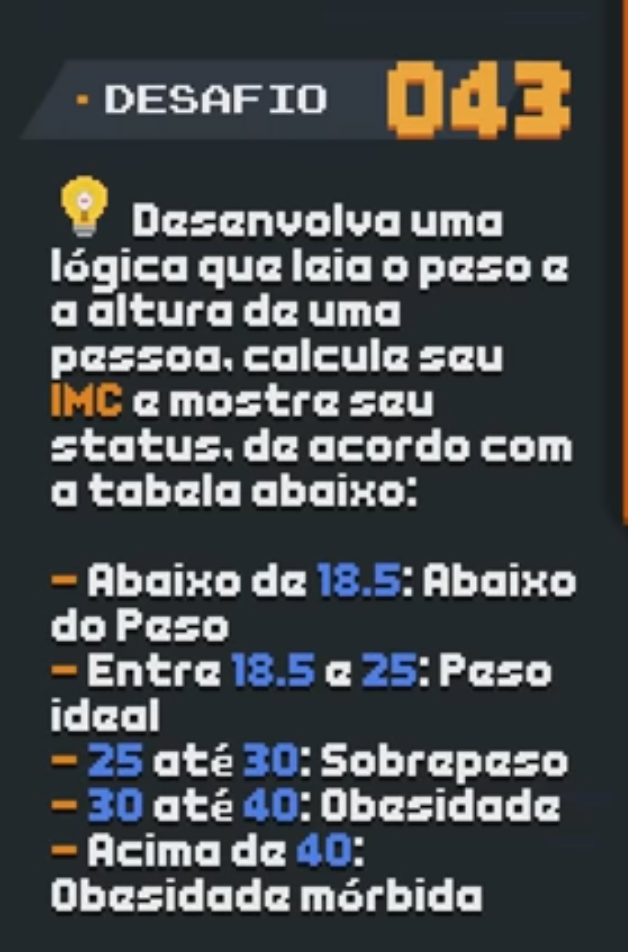 DESAFIO 043
Desenvolva uma
lógica que leia o peso e
a altura de uma
pessoa, calcule seu
IMC e mostre seu
status, de acordo com
a tabela abaixo:
- Abaixo de 18.5: Abaixo
do Peso
- Entre 18.5 e 25: Peso
ideal
- 25 até 30: Sobrepeso
- 30 até 40: Obesidade
- Acima de 40:
Obesidade mórbida